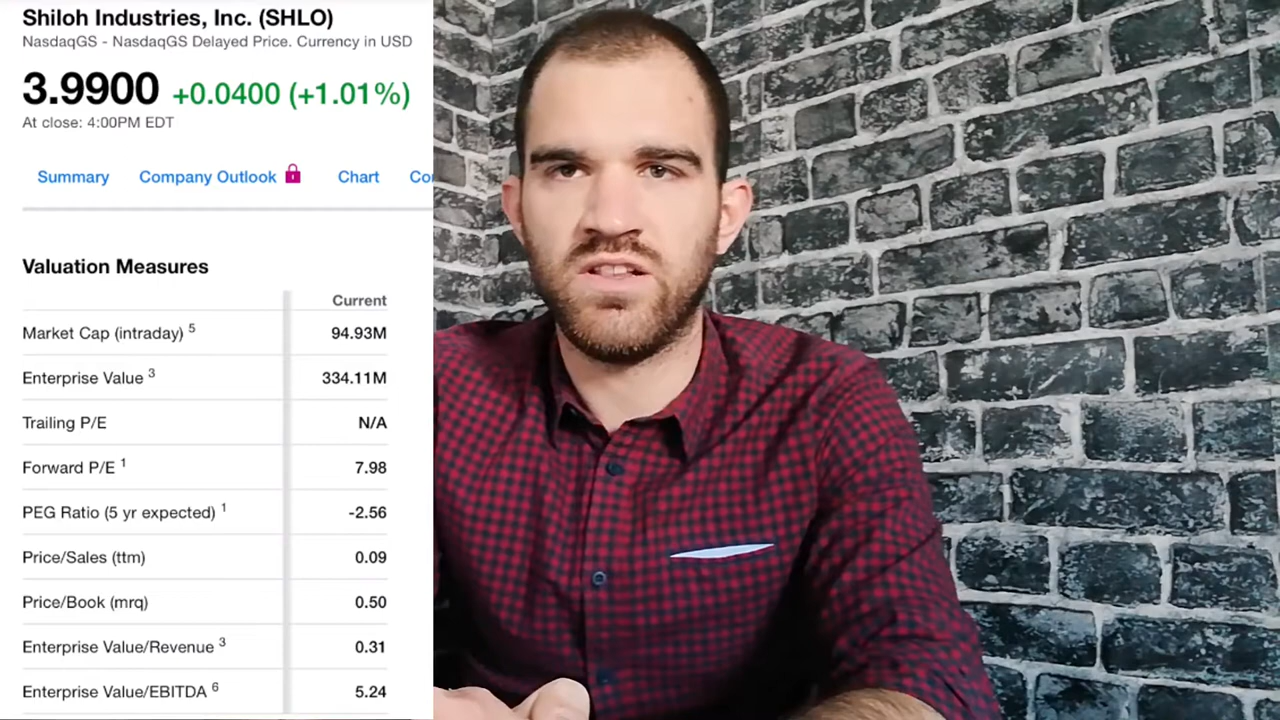 Shiloh Industries, Inc. (SHLO)
NasdaqGS - NasdaqGS Delayed Price. Currency in USD
3.9900 +0.0400 (+1.01%)
At close: 4:00PM EDT
Summary Company Outlook Chart Co
Valuation Measures
Current
Market Cap (intraday) 5 94.93M
Enterprise Value 3 334.11M
Trailing P/E N/A
Forward P/E 1 7.98
PEG Ratio (5 yr expected) 1 -2.56
Price/Sales (ttm) 0.09
Price/Book (mrq) 0.50
Enterprise Value/Revenue 3 0.31
Enterprise Value/EBITDA 6 5.24